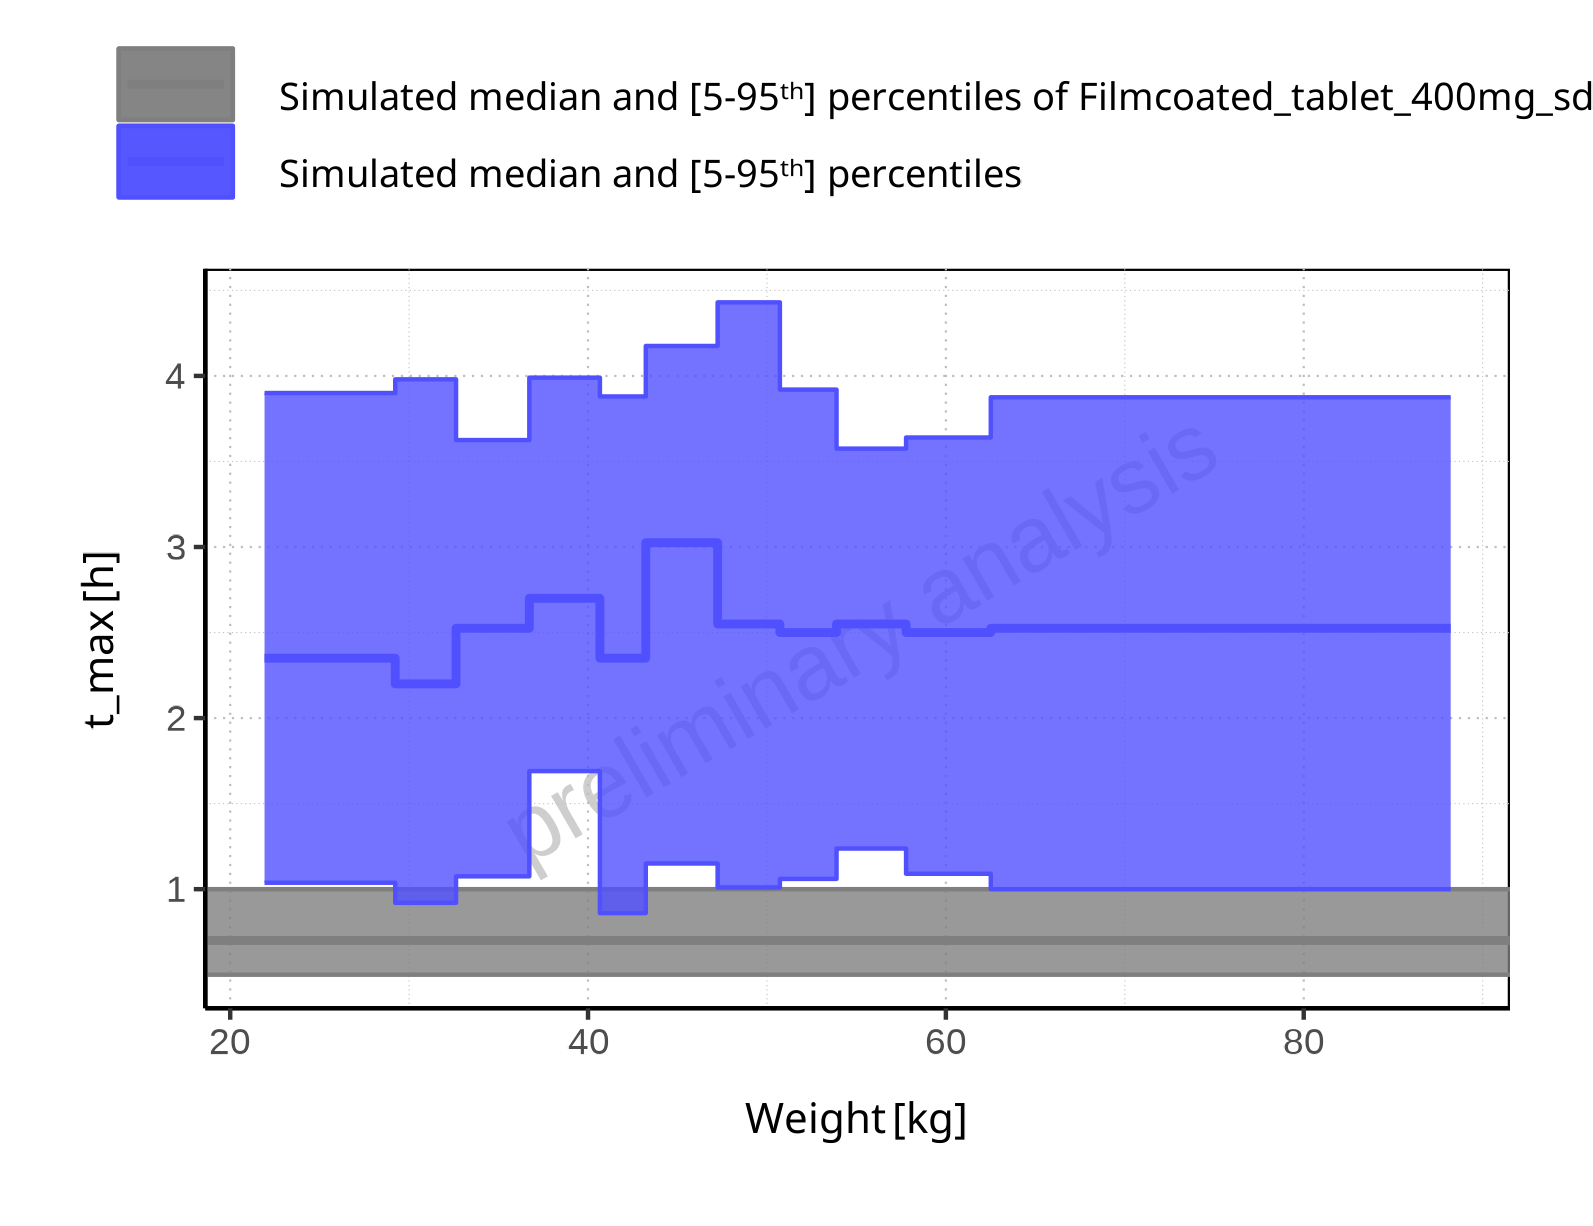 Simulated median and [5-95ᵗʰ] percentiles of Filmcoated_tablet_400mg_sd
Simulated median and [5-95ᵗʰ] percentiles
4
3
2
1
t_max [h]
preliminary analysis
20 40 60 80
Weight [kg]